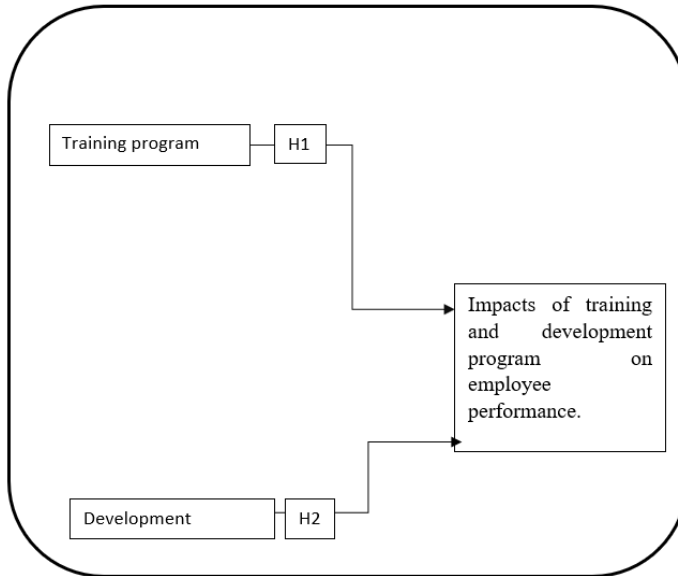 Training program
H1
Impacts of training
and development
program on
employee
performance.
Development
H2